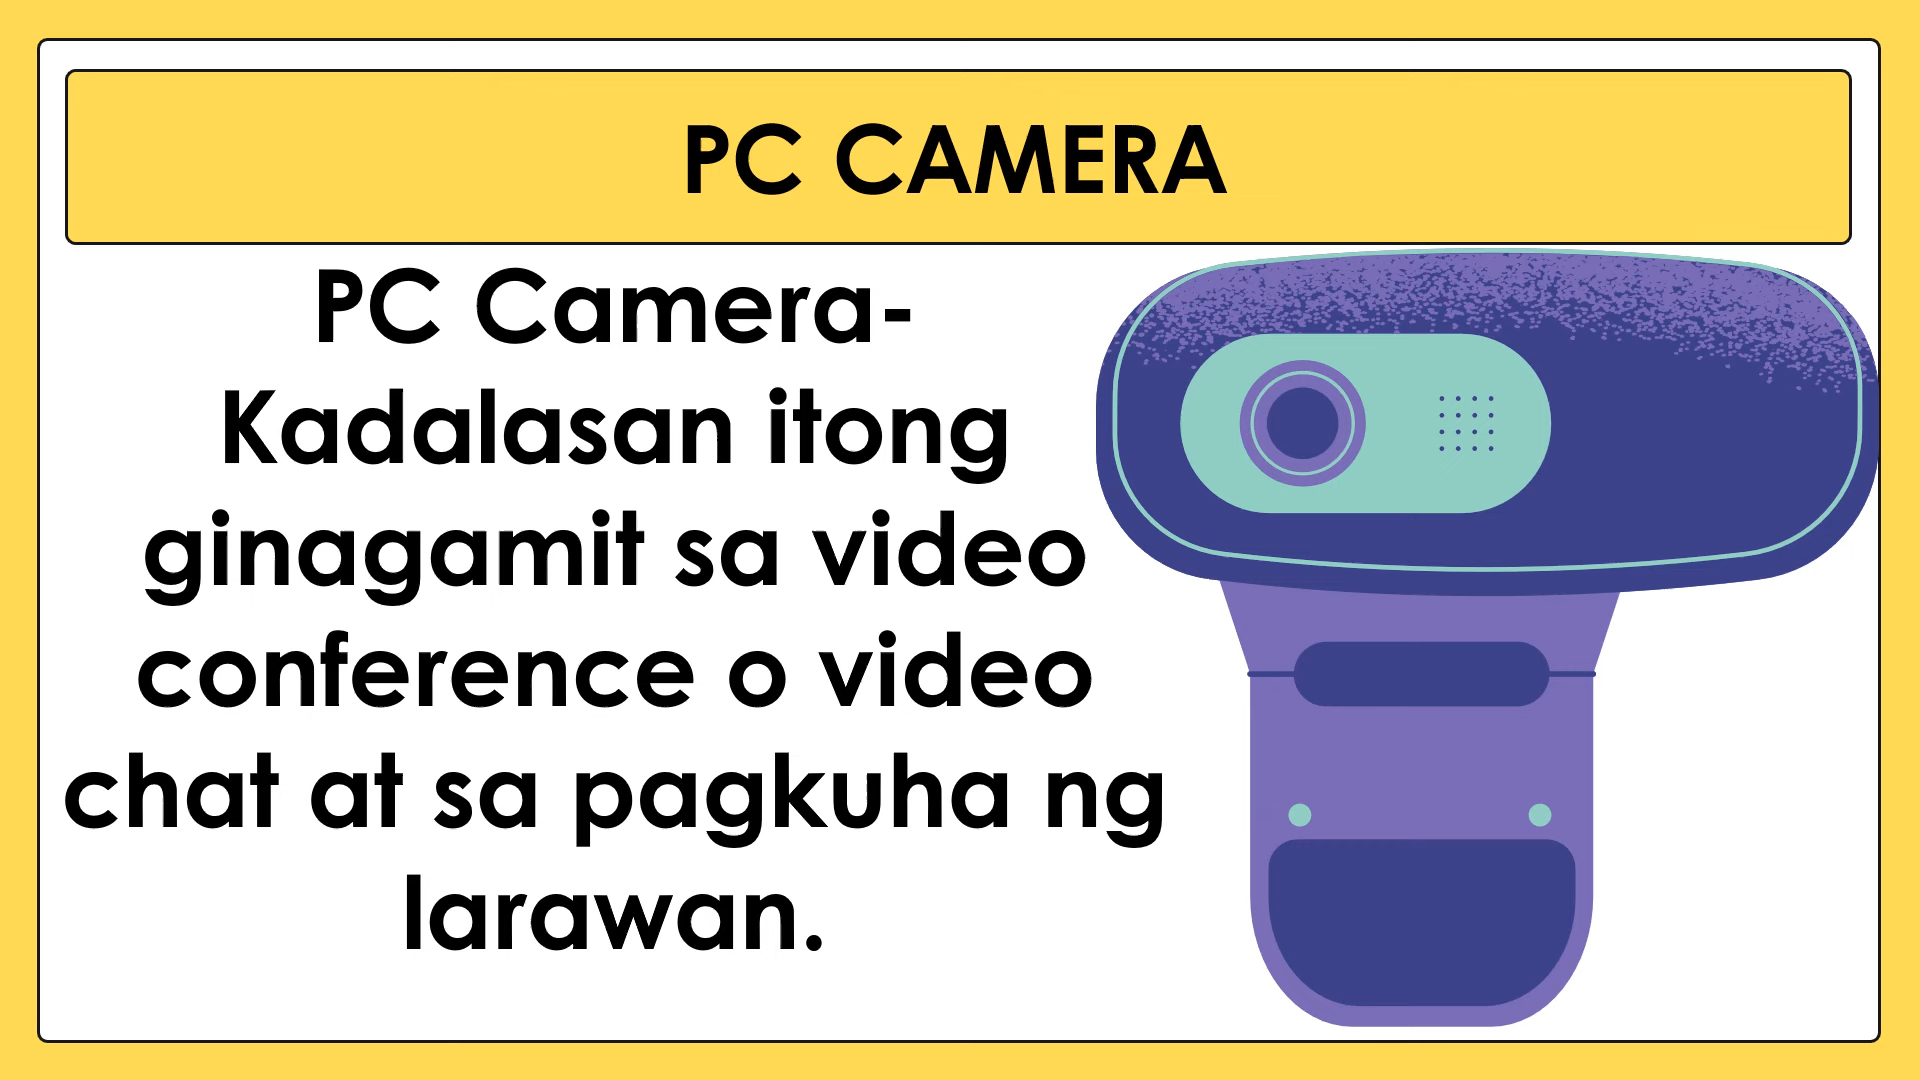 PC CAMERA
PC Camera-
Kadalasan itong
ginagamit sa video
conference o video
chat at sa pagkuha ng
larawan.